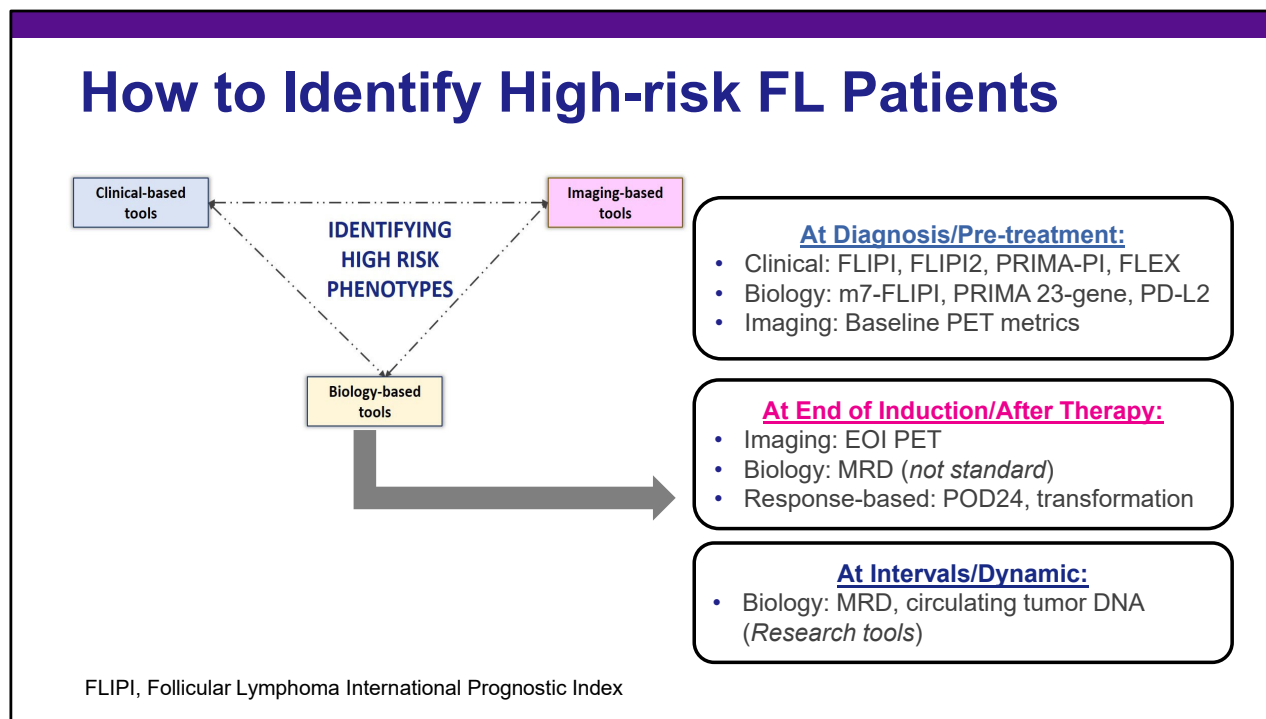 How to Identify High-risk FL Patients
Clinical-based
tools
Imaging-based
tools
IDENTIFYING
HIGH RISK
PHENOTYPES
Biology-based
tools
At Diagnosis/Pre-treatment:
• Clinical: FLIPI, FLIPI2, PRIMA-PI, FLEX
• Biology: m7-FLIPI, PRIMA 23-gene, PD-L2
• Imaging: Baseline PET metrics
At End of Induction/After Therapy:
• Imaging: EOI PET
• Biology: MRD (not standard)
• Response-based: POD24, transformation
At Intervals/Dynamic:
• Biology: MRD, circulating tumor DNA
(Research tools)
FLIPI, Follicular Lymphoma International Prognostic Index